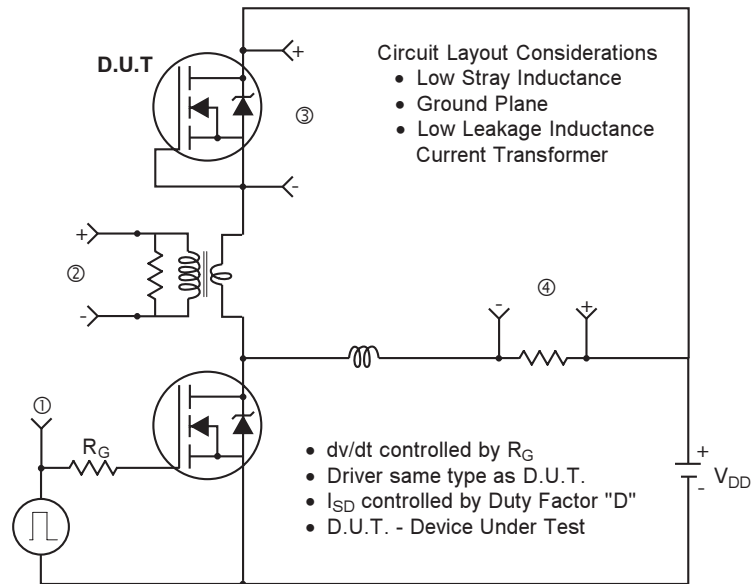 D.U.T
+
③
-
Circuit Layout Considerations
• Low Stray Inductance
• Ground Plane
• Low Leakage Inductance
Current Transformer
+
②
-
④
- +
①
R_G
• dv/dt controlled by R_G
• Driver same type as D.U.T.
• I_SD controlled by Duty Factor "D"
• D.U.T. - Device Under Test
+
V_DD
-